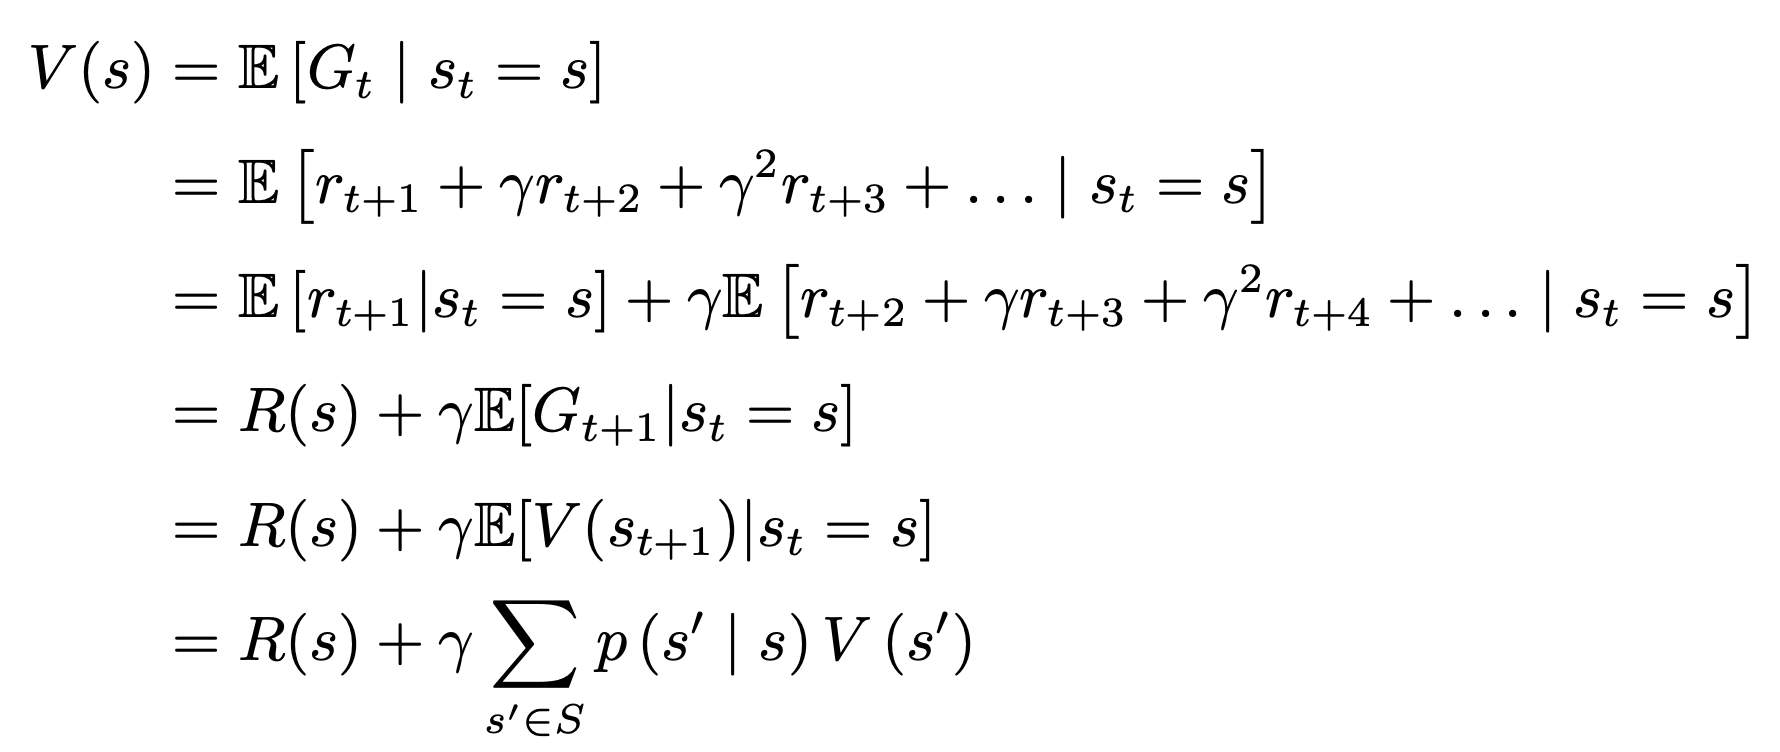 V(s) = 𝔼 [G_t | s_t = s]
= 𝔼 [r_{t+1} + γr_{t+2} + γ^2 r_{t+3} + … | s_t = s]
= 𝔼 [r_{t+1}|s_t = s] + γ𝔼 [r_{t+2} + γr_{t+3} + γ^2 r_{t+4} + … | s_t = s]
= R(s) + γ𝔼[G_{t+1}|s_t = s]
= R(s) + γ𝔼[V(s_{t+1})|s_t = s]
= R(s) + γ ∑_{s′∈S} p (s′ | s) V (s′)